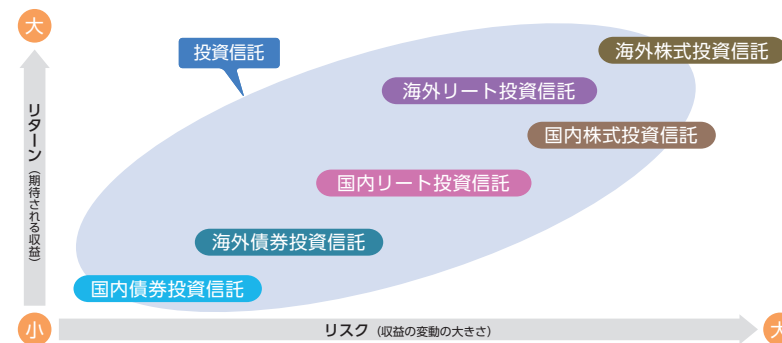 大
投資信託
海外株式投資信託
海外リート投資信託
国内株式投資信託
リターン（期待される収益）
国内リート投資信託
海外債券投資信託
国内債券投資信託
小
リスク（収益の変動の大きさ）
大